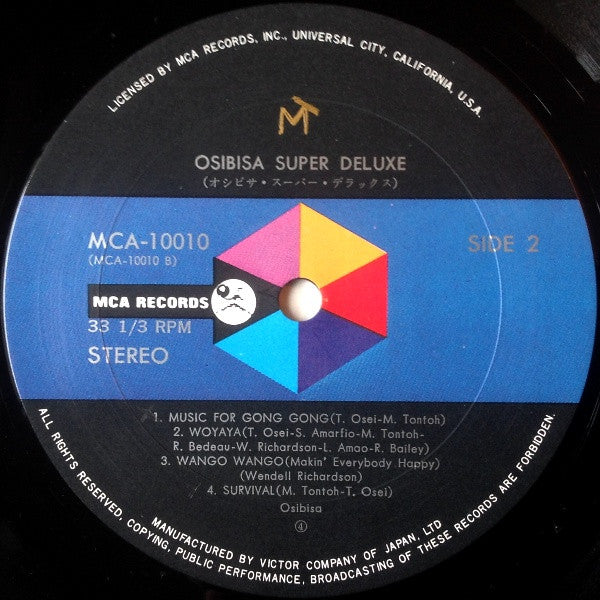 LICENSED BY MCA RECORDS, INC., UNIVERSAL CITY, CALIFORNIA, U.S.A.
MT
OSIBISA SUPER DELUXE
(オシビサ・スーパー・デラックス)
MCA-10010
(MCA-10010 B)
SIDE 2
MCA RECORDS
33 1/3 RPM
STEREO
1. MUSIC FOR GONG GONG(T. Osei-M. Tontoh)
2. WOYAYA(T. Osei-S. Amarfio-M. Tontoh-
R. Bedeau-W. Richardson-L. Amao-R. Bailey)
3. WANGO WANGO(Makin' Everybody Happy)
(Wendell Richardson)
4. SURVIVAL(M. Tontoh-T. Osei)
Osibisa
④
MANUFACTURED BY VICTOR COMPANY OF JAPAN, LTD
ALL RIGHTS RESERVED, COPYING, PUBLIC PERFORMANCE, BROADCASTING OF THESE RECORDS ARE FORBIDDEN.